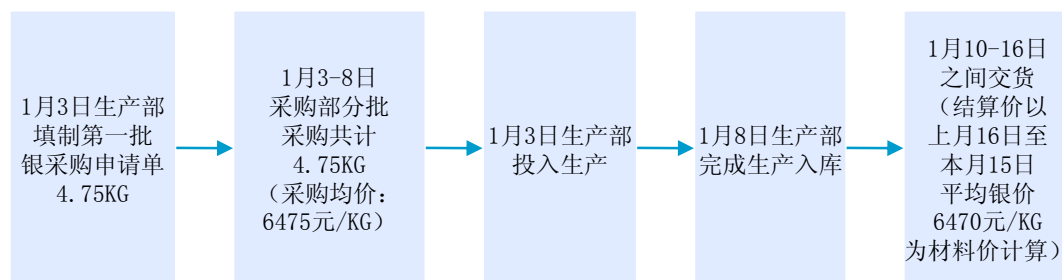 1月3日生产部
填制第一批
银采购申请单
4.75KG
1月3-8日
采购部分批
采购共计
4.75KG
（采购均价：
6475元/KG）
1月3日生产部
投入生产
1月8日生产部
完成生产入库
1月10-16日
之间交货
（结算价以
上月16日至
本月15日
平均银价
6470元/KG
为材料价计算）